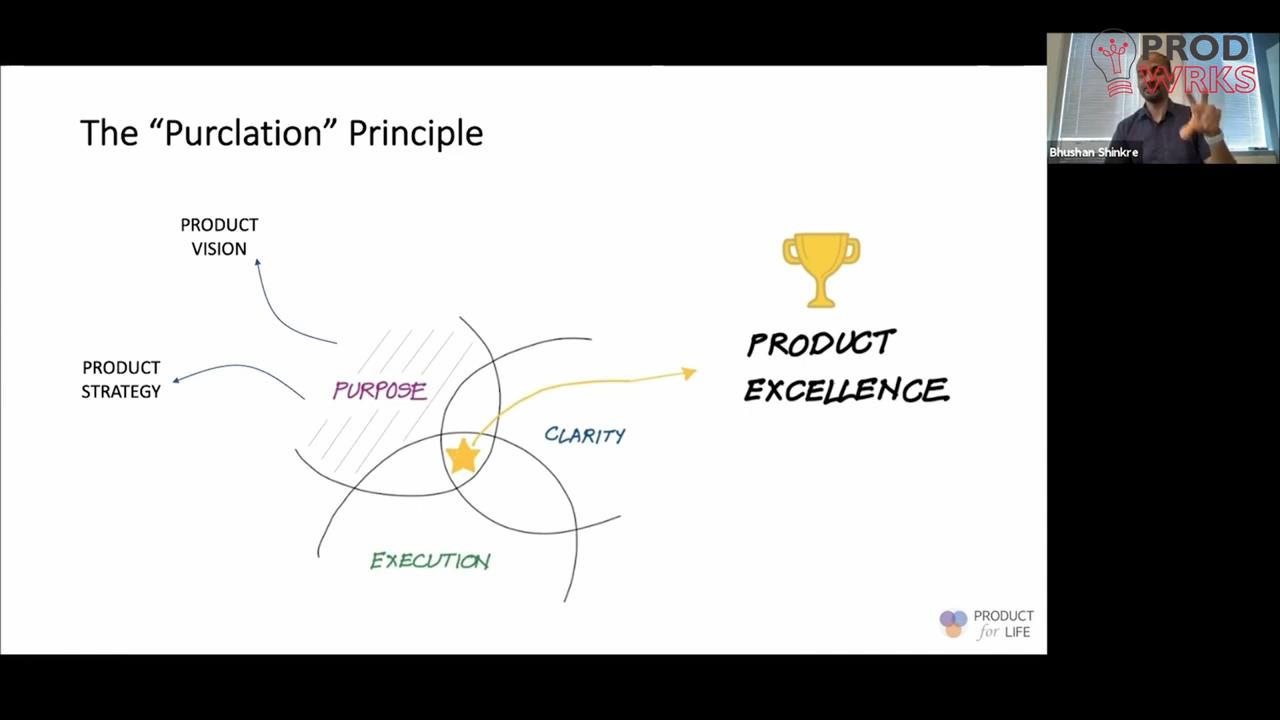 The “Purclation” Principle
PRODUCT
VISION
PRODUCT
STRATEGY
PURPOSE
CLARITY
EXECUTION
PRODUCT
EXCELLENCE
PRODUCT
for LIFE
PROD
WRKS
Bhushan Shinkre